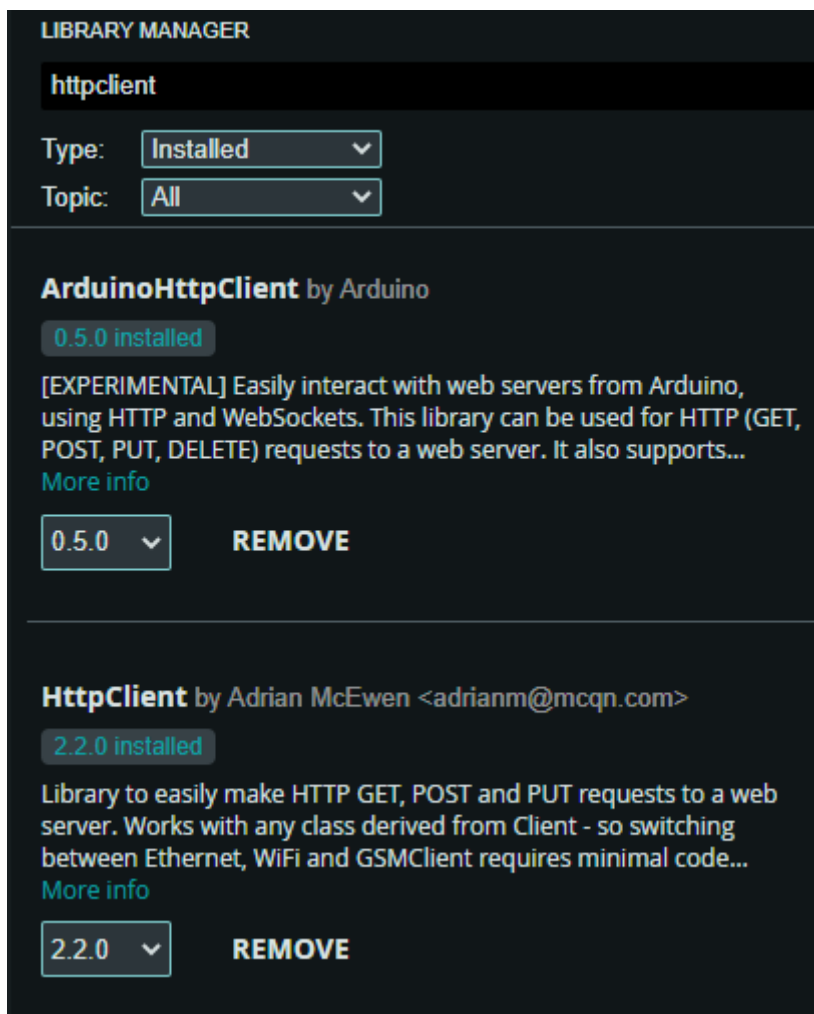 LIBRARY MANAGER
httpclient
Type: Installed
Topic: All
ArduinoHttpClient by Arduino
0.5.0 installed
[EXPERIMENTAL] Easily interact with web servers from Arduino,
using HTTP and WebSockets. This library can be used for HTTP (GET,
POST, PUT, DELETE) requests to a web server. It also supports...
More info
0.5.0 REMOVE
HttpClient by Adrian McEwen <adrianm@mcqn.com>
2.2.0 installed
Library to easily make HTTP GET, POST and PUT requests to a web
server. Works with any class derived from Client - so switching
between Ethernet, WiFi and GSMClient requires minimal code...
More info
2.2.0 REMOVE